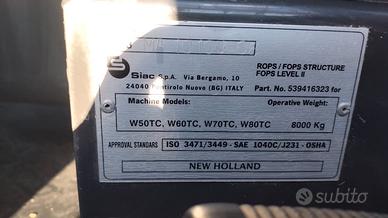 Siac S.p.A. Via Bergamo, 10
24040 Pontirolo Nuovo (BG) ITALY
ROPS / FOPS STRUCTURE
FOPS LEVEL II
Part No. 539416323 for
Machine Models:
Operative Weight:
W50TC, W60TC, W70TC, W80TC
8000 Kg
APPROVAL STANDARDS ISO 3471/3449 - SAE 1040C/J231 - OSHA
NEW HOLLAND
subito